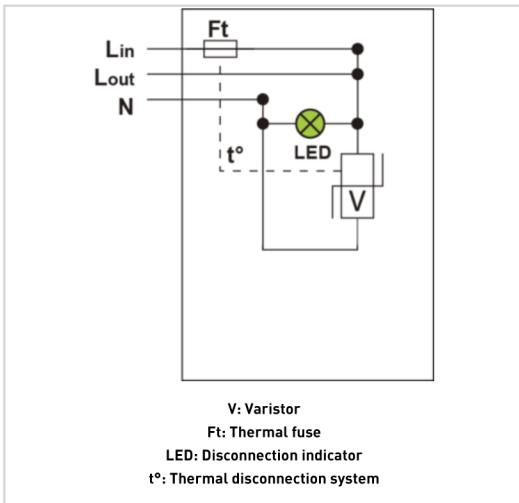 Ft
Lin
Lout
N
LED
t°
V
V: Varistor
Ft: Thermal fuse
LED: Disconnection indicator
t°: Thermal disconnection system